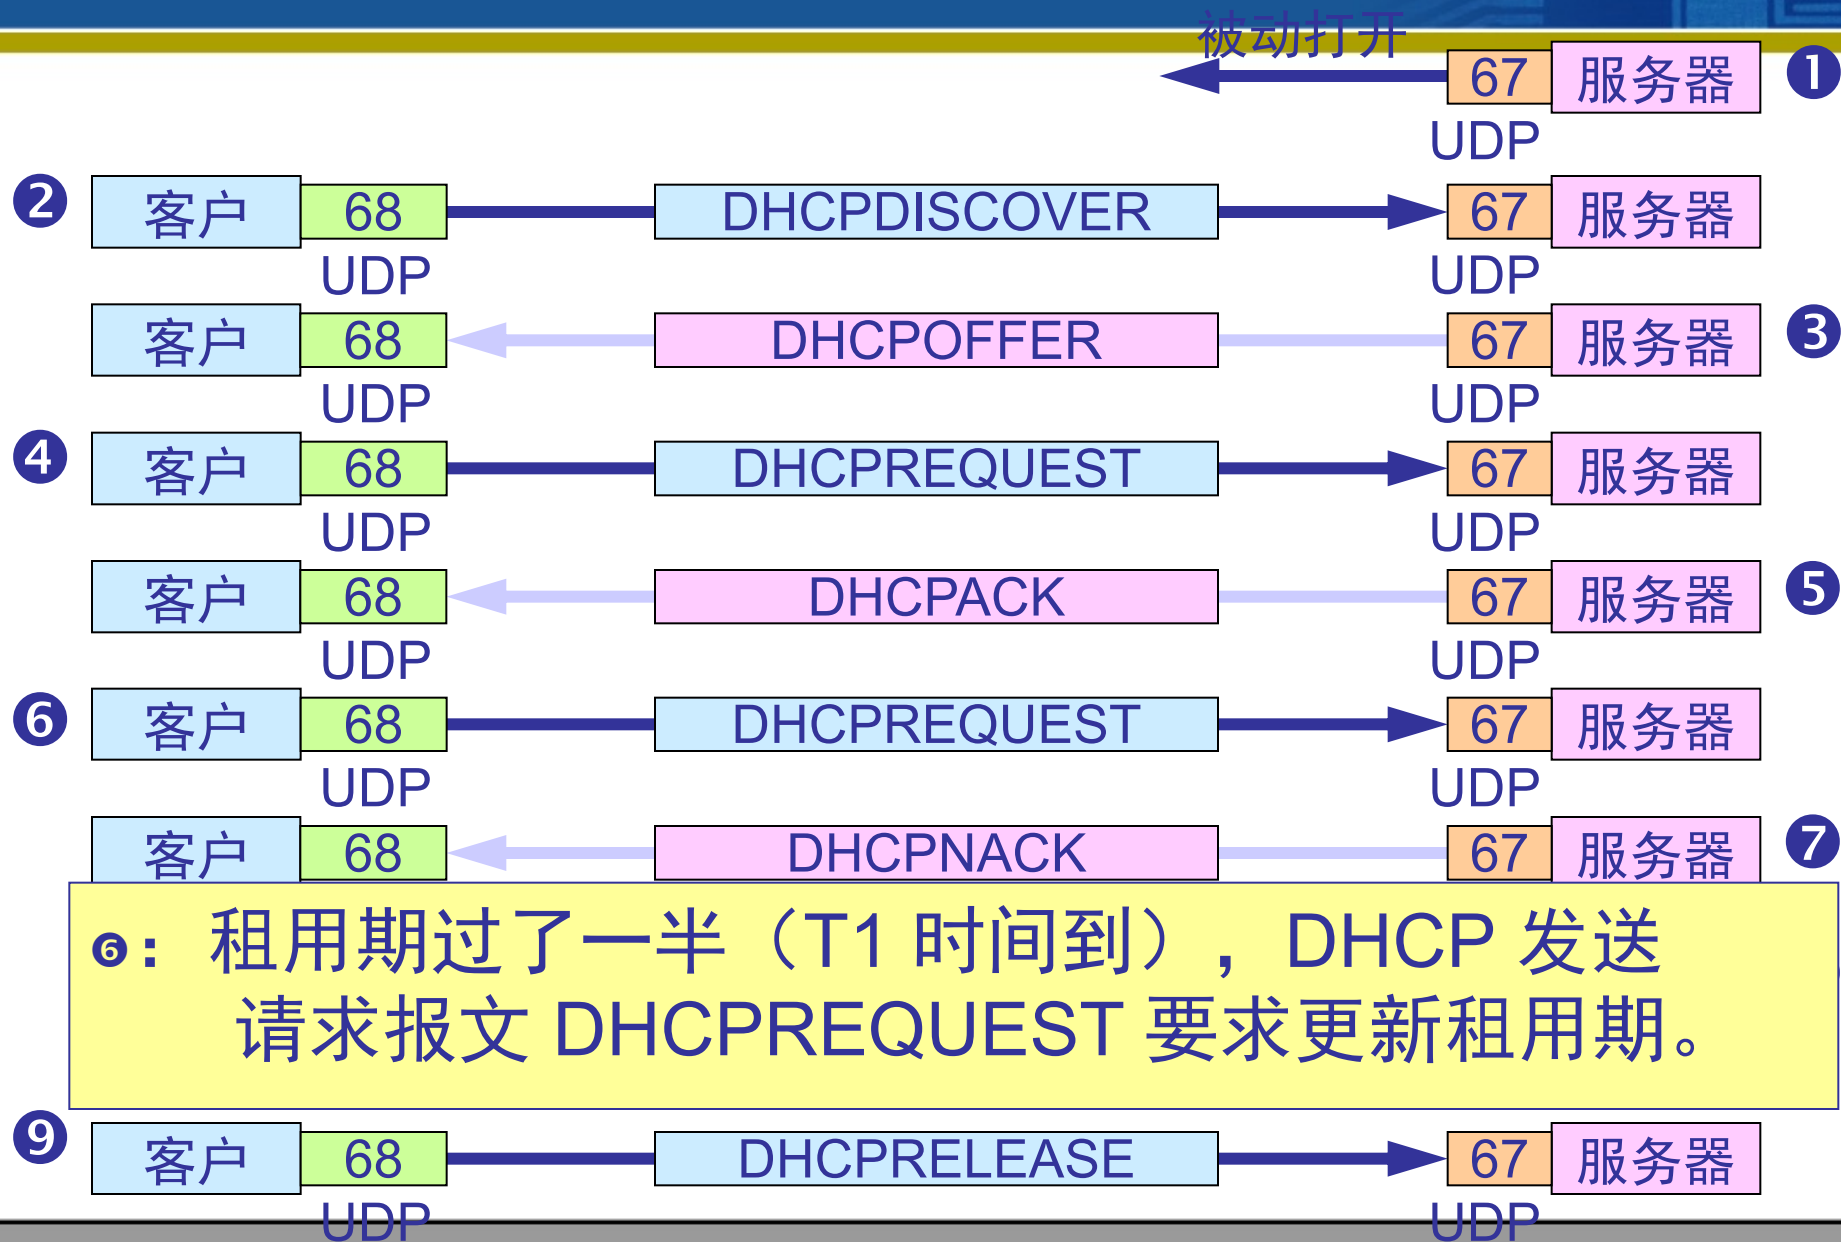 被动打开
67 服务器 ❶
UDP
❷ 客户 68 DHCPDISCOVER 67 服务器
UDP UDP
客户 68 DHCPOFFER 67 服务器 ❸
UDP UDP
❹ 客户 68 DHCPREQUEST 67 服务器
UDP UDP
客户 68 DHCPACK 67 服务器 ❺
UDP UDP
❻ 客户 68 DHCPREQUEST 67 服务器
UDP UDP
客户 68 DHCPNACK 67 服务器 ❼
❻: 租用期过了一半（T1 时间到）, DHCP 发送
请求报文 DHCPREQUEST 要求更新租用期。
❾ 客户 68 DHCPRELEASE 67 服务器
UDP UDP